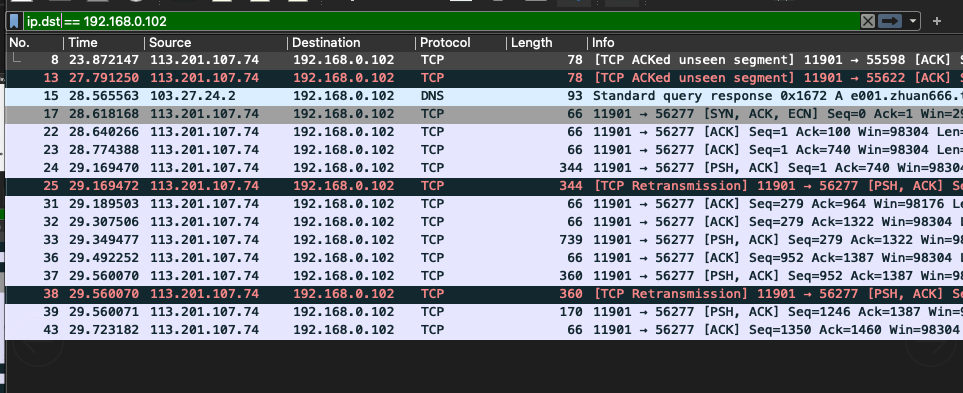 ip.dst == 192.168.0.102
No. Time Source Destination Protocol Length Info
8 23.872147 113.201.107.74 192.168.0.102 TCP 78 [TCP ACKed unseen segment] 11901 → 55598 [ACK]
13 27.791250 113.201.107.74 192.168.0.102 TCP 78 [TCP ACKed unseen segment] 11901 → 55622 [ACK]
15 28.565563 103.27.24.2 192.168.0.102 DNS 93 Standard query response 0x1672 A e001.zhuan666.
17 28.618168 113.201.107.74 192.168.0.102 TCP 66 11901 → 56277 [SYN, ACK, ECN] Seq=0 Ack=1
22 28.640266 113.201.107.74 192.168.0.102 TCP 66 11901 → 56277 [ACK] Seq=1 Ack=100 Win=98304 Len=
23 28.774388 113.201.107.74 192.168.0.102 TCP 66 11901 → 56277 [ACK] Seq=1 Ack=740 Win=98304 Len=
24 29.169470 113.201.107.74 192.168.0.102 TCP 344 11901 → 56277 [PSH, ACK] Seq=1 Ack=740 Win=98304
25 29.169472 113.201.107.74 192.168.0.102 TCP 344 [TCP Retransmission] 11901 → 56277 [PSH, ACK]
31 29.189503 113.201.107.74 192.168.0.102 TCP 66 11901 → 56277 [ACK] Seq=279 Ack=964 Win=98176
32 29.307506 113.201.107.74 192.168.0.102 TCP 66 11901 → 56277 [ACK] Seq=279 Ack=1322 Win=98304
33 29.349477 113.201.107.74 192.168.0.102 TCP 739 11901 → 56277 [PSH, ACK] Seq=279 Ack=1322
36 29.492252 113.201.107.74 192.168.0.102 TCP 66 11901 → 56277 [ACK] Seq=952 Ack=1387 Win=98304
37 29.560070 113.201.107.74 192.168.0.102 TCP 360 11901 → 56277 [PSH, ACK] Seq=952 Ack=1387
38 29.560070 113.201.107.74 192.168.0.102 TCP 360 [TCP Retransmission] 11901 → 56277 [PSH, ACK]
39 29.560071 113.201.107.74 192.168.0.102 TCP 170 11901 → 56277 [PSH, ACK] Seq=1246 Ack=1387
43 29.723182 113.201.107.74 192.168.0.102 TCP 66 11901 → 56277 [ACK] Seq=1350 Ack=1460 Win=98304